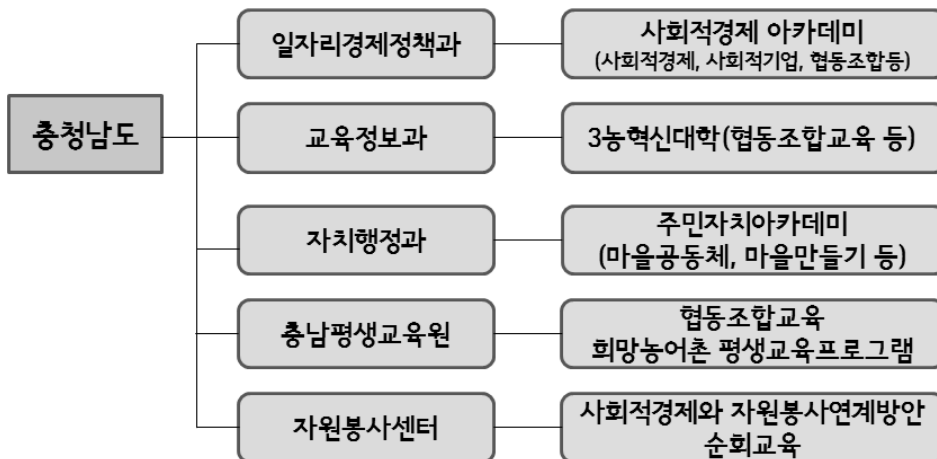 충청남도
일자리경제정책과
사회적경제 아카데미
(사회적경제, 사회적기업, 협동조합등)
교육정보과
3농혁신대학(협동조합교육 등)
자치행정과
주민자치아카데미
(마을공동체, 마을만들기 등)
충남평생교육원
협동조합교육
희망농어촌 평생교육프로그램
자원봉사센터
사회적경제와 자원봉사연계방안
순회교육